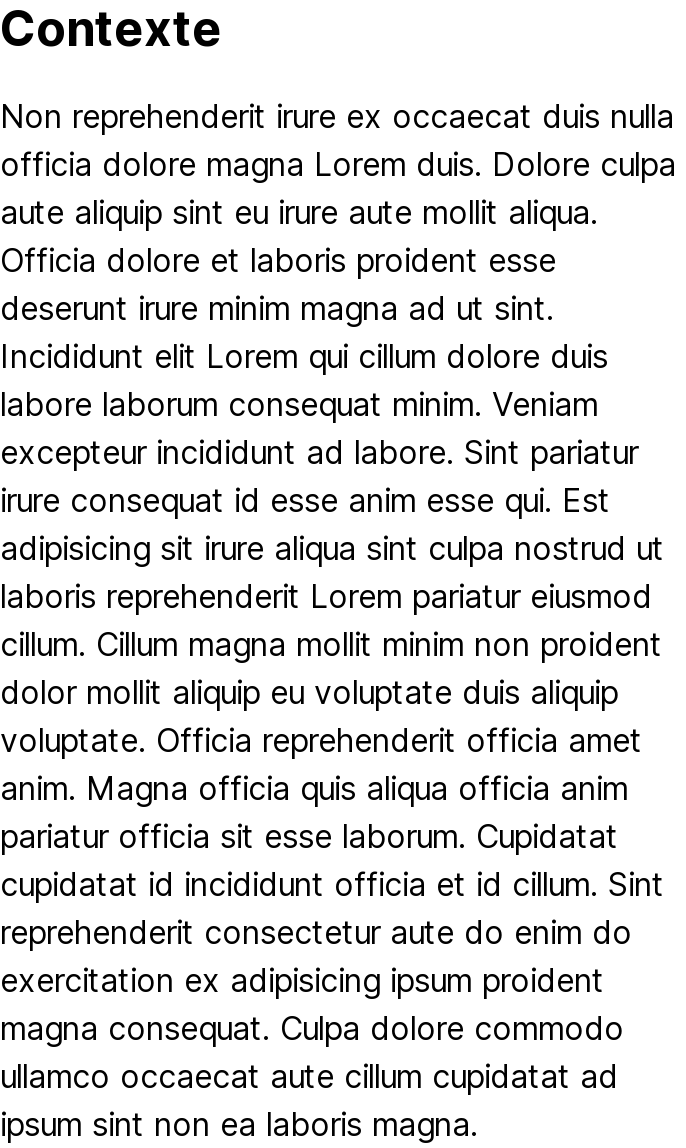 Contexte
Non reprehenderit irure ex occaecat duis nulla
officia dolore magna Lorem duis. Dolore culpa
aute aliquip sint eu irure aute mollit aliqua.
Officia dolore et laboris proident esse
deserunt irure minim magna ad ut sint.
Incididunt elit Lorem qui cillum dolore duis
labore laborum consequat minim. Veniam
excepteur incididunt ad labore. Sint pariatur
irure consequat id esse anim esse qui. Est
adipisicing sit irure aliqua sint culpa nostrud ut
laboris reprehenderit Lorem pariatur eiusmod
cillum. Cillum magna mollit minim non proident
dolor mollit aliquip eu voluptate duis aliquip
voluptate. Officia reprehenderit officia amet
anim. Magna officia quis aliqua officia anim
pariatur officia sit esse laborum. Cupidatat
cupidatat id incididunt officia et id cillum. Sint
reprehenderit consectetur aute do enim do
exercitation ex adipisicing ipsum proident
magna consequat. Culpa dolore commodo
ullamco occaecat aute cillum cupidatat ad
ipsum sint non ea laboris magna.